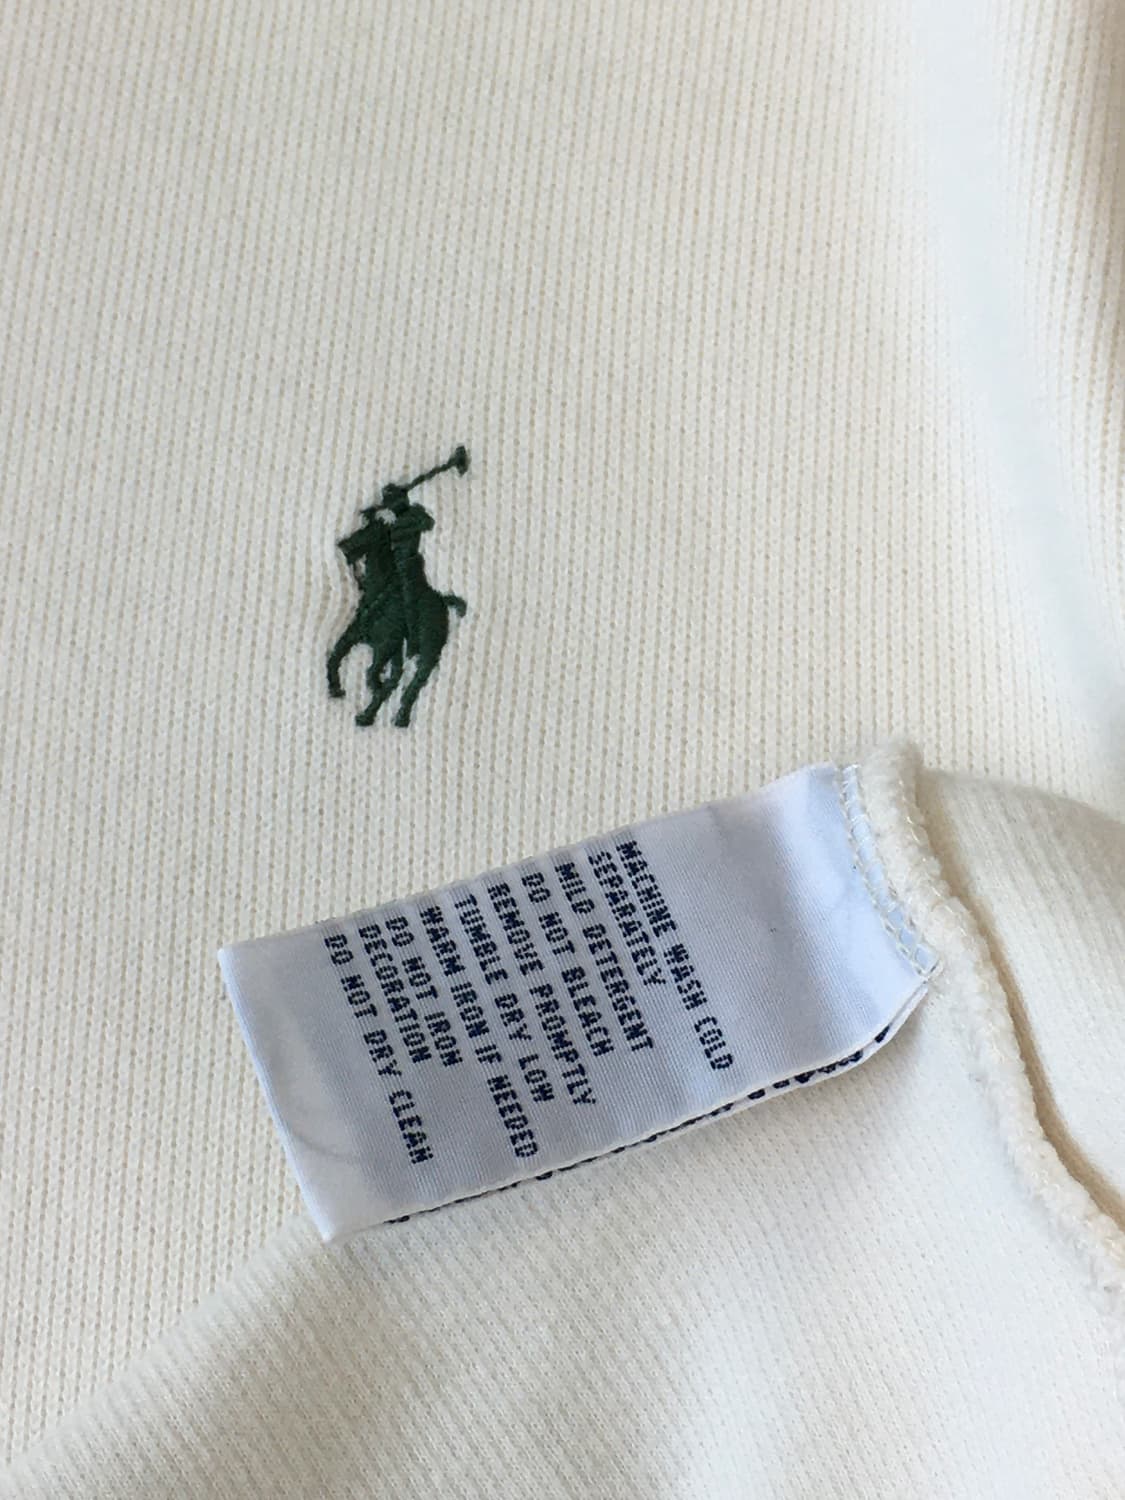 MACHINE WASH COLD
SEPARATELY
MILD DETERGENT
DO NOT BLEACH
REMOVE PROMPTLY
TUMBLE DRY LOW
WARM IRON IF NEEDED
DO NOT IRON
DECORATION
DO NOT DRY CLEAN